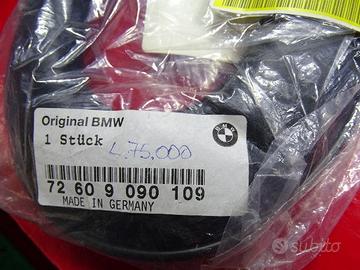 Original BMW
1 Stück
L. 75.000
72 60 9 090 109
MADE IN GERMANY
subito